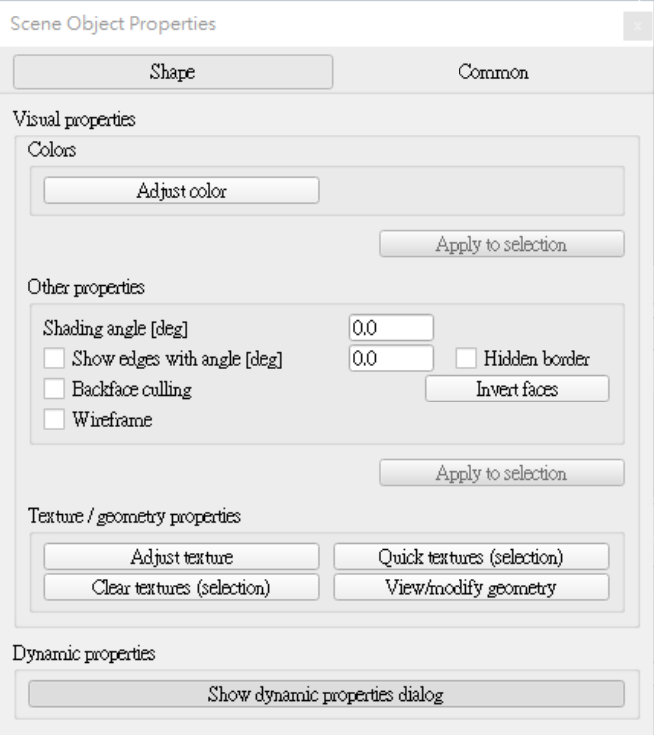 Scene Object Properties
x
Shape Common
Visual properties
Colors
Adjust color
Apply to selection
Other properties
Shading angle [deg] 0.0
Show edges with angle [deg] 0.0 Hidden border
Backface culling Invert faces
Wireframe
Apply to selection
Texture / geometry properties
Adjust texture Quick textures (selection)
Clear textures (selection) View/modify geometry
Dynamic properties
Show dynamic properties dialog